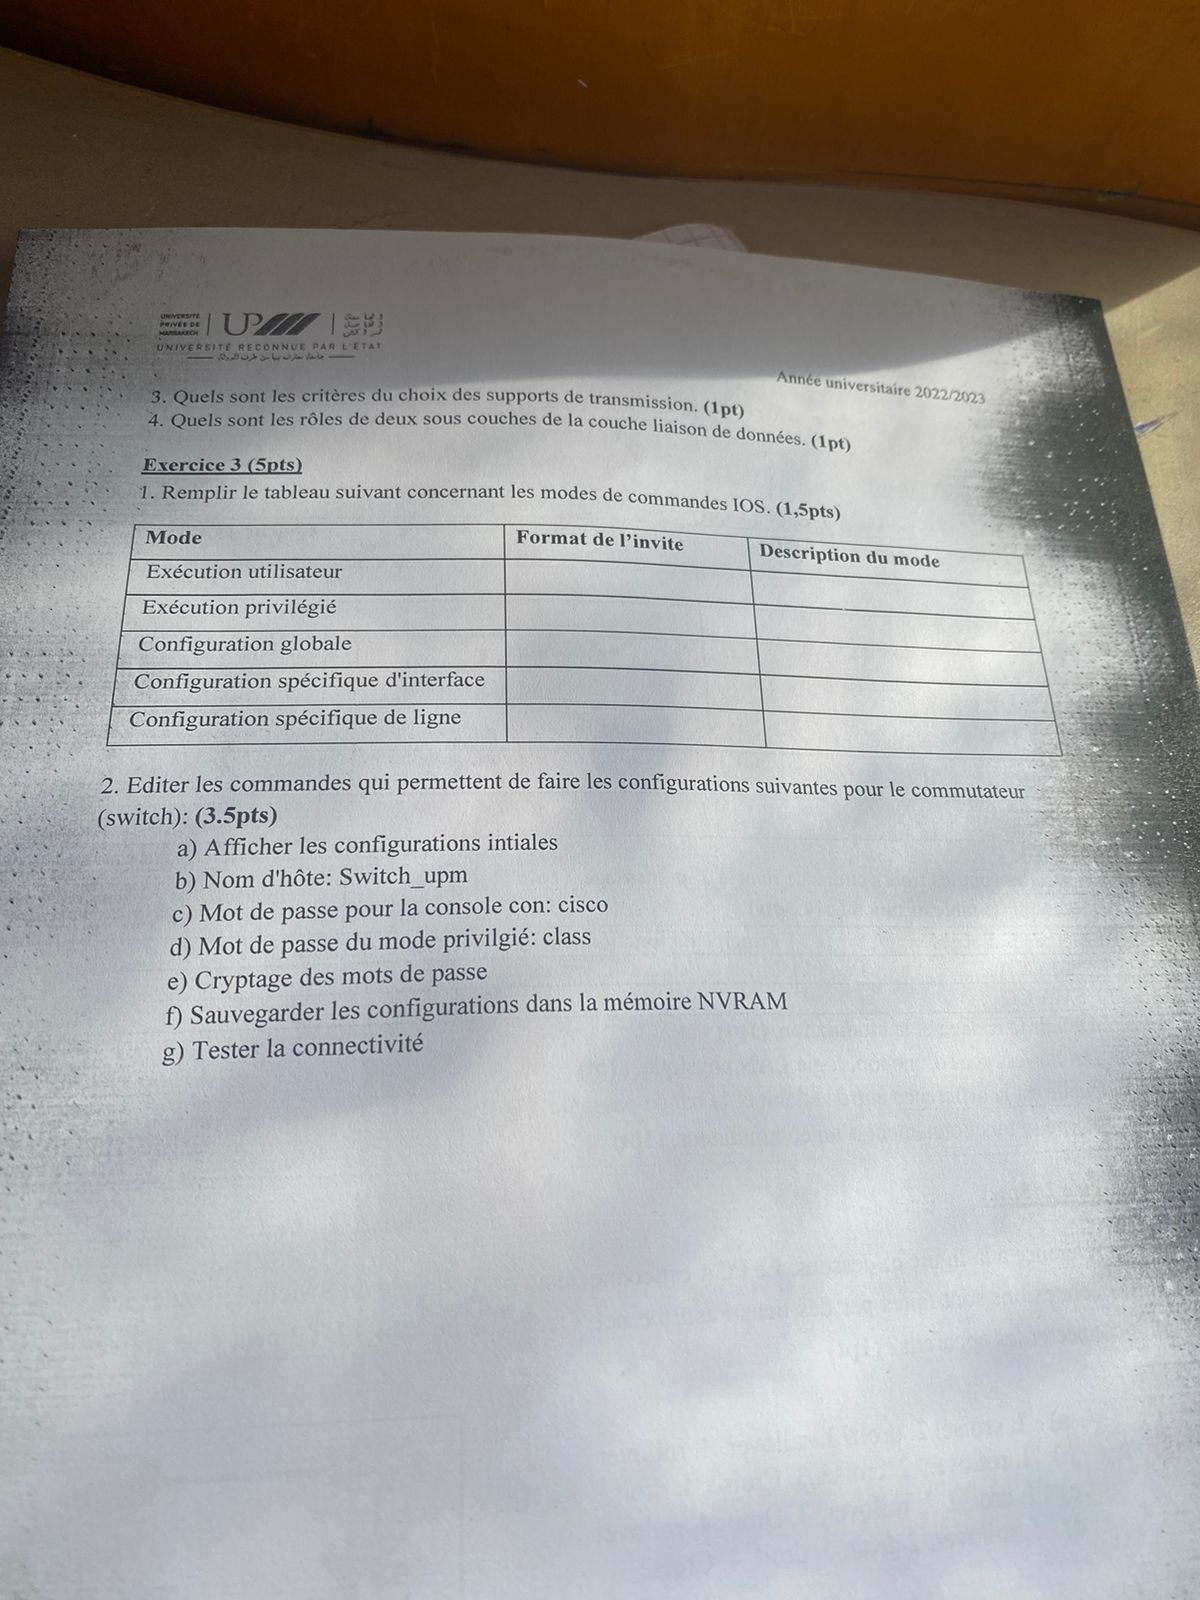 UNIVERSITÉ
PRIVÉE DE
MARRAKECH
UPM
UNIVERSITÉ RECONNUE PAR L'ÉTAT
Année universitaire 2022/2023
3. Quels sont les critères du choix des supports de transmission. (1pt)
4. Quels sont les rôles de deux sous couches de la couche liaison de données. (1pt)
Exercice 3 (5pts)
1. Remplir le tableau suivant concernant les modes de commandes IOS. (1,5pts)
Mode Format de l'invite Description du mode
Exécution utilisateur
Exécution privilégié
Configuration globale
Configuration spécifique d'interface
Configuration spécifique de ligne
2. Editer les commandes qui permettent de faire les configurations suivantes pour le commutateur
(switch): (3.5pts)
a) Afficher les configurations intiales
b) Nom d'hôte: Switch_upm
c) Mot de passe pour la console con: cisco
d) Mot de passe du mode privilgié: class
e) Cryptage des mots de passe
f) Sauvegarder les configurations dans la mémoire NVRAM
g) Tester la connectivité